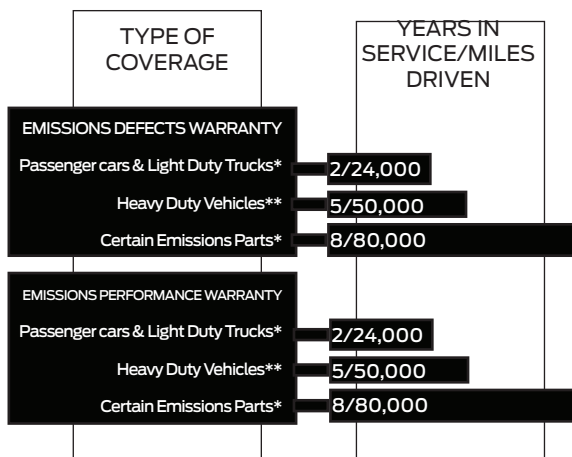 TYPE OF
COVERAGE
YEARS IN
SERVICE/MILES
DRIVEN
EMISSIONS DEFECTS WARRANTY
Passenger cars & Light Duty Trucks* 2/24,000
Heavy Duty Vehicles** 5/50,000
Certain Emissions Parts* 8/80,000
EMISSIONS PERFORMANCE WARRANTY
Passenger cars & Light Duty Trucks* 2/24,000
Heavy Duty Vehicles** 5/50,000
Certain Emissions Parts* 8/80,000